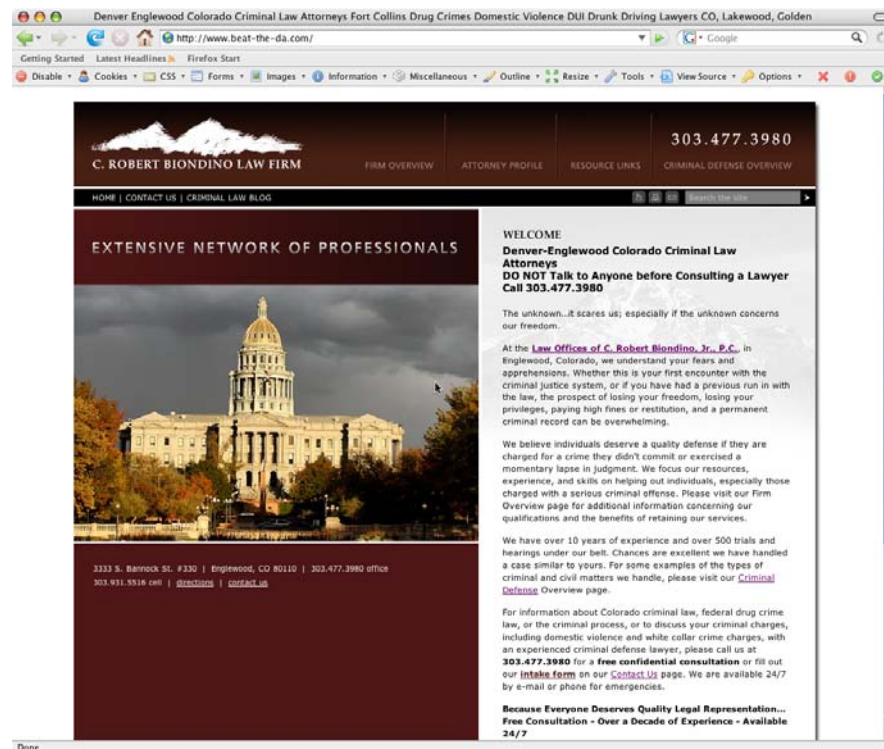 Denver Englewood Colorado Criminal Law Attorneys Fort Collins Drug Crimes Domestic Violence DUI Drunk Driving Lawyers CO, Lakewood, Golden
http://www.beat-the-da.com/
Google
Getting Started Latest Headlines Firefox Start
Disable Cookies CSS Forms Images Information Miscellaneous Outline Resize Tools View Source Options
303.477.3980
C. ROBERT BIONDINO LAW FIRM
FIRM OVERVIEW ATTORNEY PROFILE RESOURCE LINKS CRIMINAL DEFENSE OVERVIEW
HOME | CONTACT US | CRIMINAL LAW BLOG
Search the site
EXTENSIVE NETWORK OF PROFESSIONALS
3333 S. Bannock St. #330 | Englewood, CO 80110 | 303.477.3980 office
303.931.5516 cell | directions | contact us
WELCOME
Denver-Englewood Colorado Criminal Law
Attorneys
DO NOT Talk to Anyone before Consulting a Lawyer
Call 303.477.3980
The unknown...it scares us; especially if the unknown concerns
our freedom.
At the Law Offices of C. Robert Biondino, Jr., P.C., in
Englewood, Colorado, we understand your fears and
apprehensions. Whether this is your first encounter with the
criminal justice system, or if you have had a previous run in with
the law, the prospect of losing your freedom, losing your
privileges, paying high fines or restitution, and a permanent
criminal record can be overwhelming.
We believe individuals deserve a quality defense if they are
charged for a crime they didn't commit or exercised a
momentary lapse in judgment. We focus our resources,
experience, and skills on helping out individuals, especially those
charged with a serious criminal offense. Please visit our Firm
Overview page for additional information concerning our
qualifications and the benefits of retaining our services.
We have over 10 years of experience and over 500 trials and
hearings under our belt. Chances are excellent we have handled
a case similar to yours. For some examples of the types of
criminal and civil matters we handle, please visit our Criminal
Defense Overview page.
For information about Colorado criminal law, federal drug crime
law, or the criminal process, or to discuss your criminal charges,
including domestic violence and white collar crime charges, with
an experienced criminal defense lawyer, please call us at
303.477.3980 for a free confidential consultation or fill out
our intake form on our Contact Us page. We are available 24/7
by e-mail or phone for emergencies.
Because Everyone Deserves Quality Legal Representation...
Free Consultation - Over a Decade of Experience - Available
24/7
Done